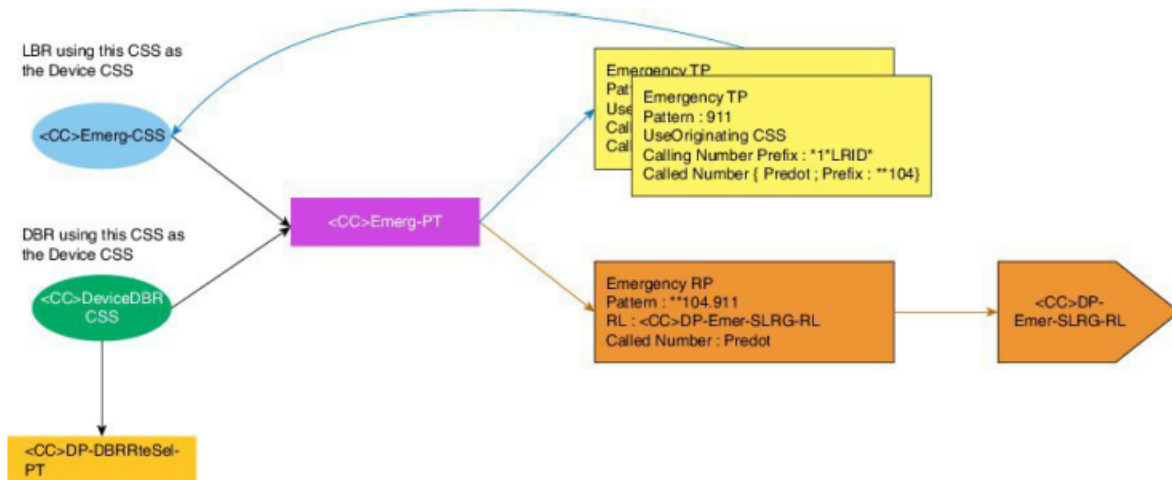 LBR using this CSS as
the Device CSS
<CC>Emerg-CSS
Emergency TP
Emergency TP
Pattern : 911
UseOriginating CSS
Calling Number Prefix : *1*LRID*
Called Number { Predot ; Prefix : **104}
<CC>Emerg-PT
DBR using this CSS as
the Device CSS
<CC>DeviceDBR
CSS
Emergency RP
Pattern : **104.911
RL : <CC>DP-Emer-SLRG-RL
Called Number : Predot
<CC>DP-
Emer-SLRG-RL
<CC>DP-DBRRteSel-
PT